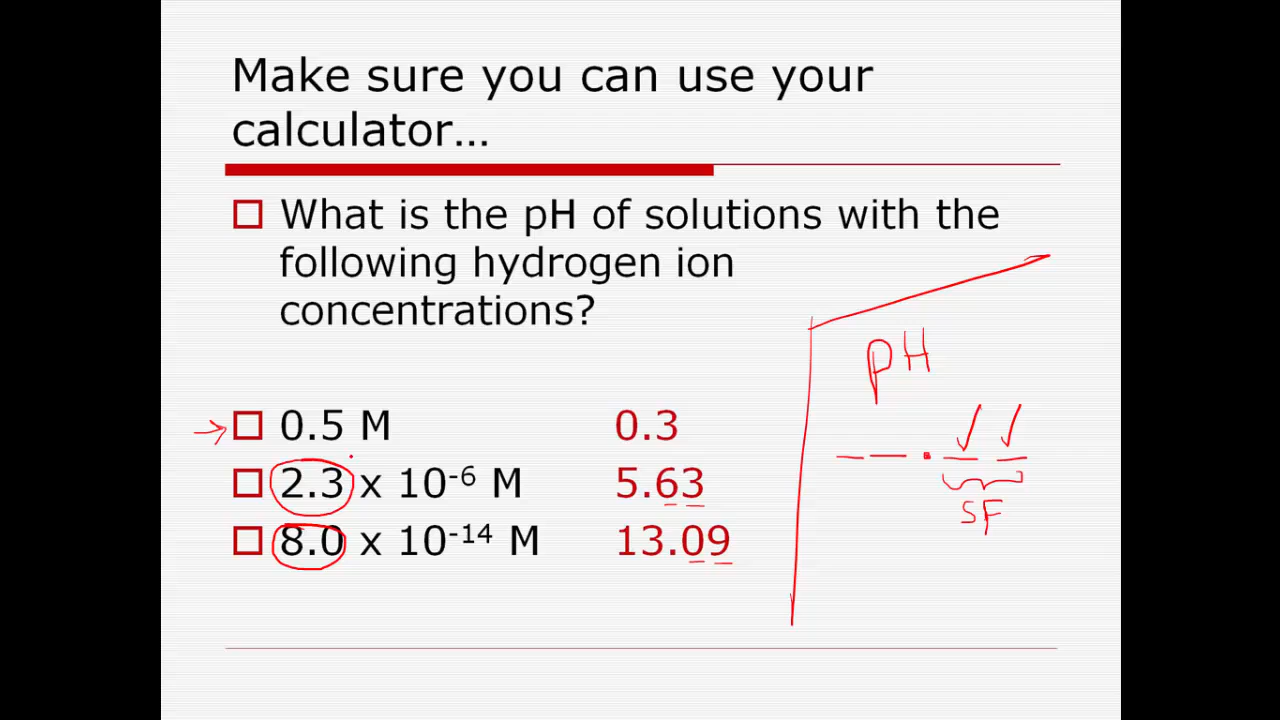 Make sure you can use your
calculator…
What is the pH of solutions with the
following hydrogen ion
concentrations?
pH
0.5 M 0.3
2.3 x 10⁻⁶ M 5.63
SF
8.0 x 10⁻¹⁴ M 13.09